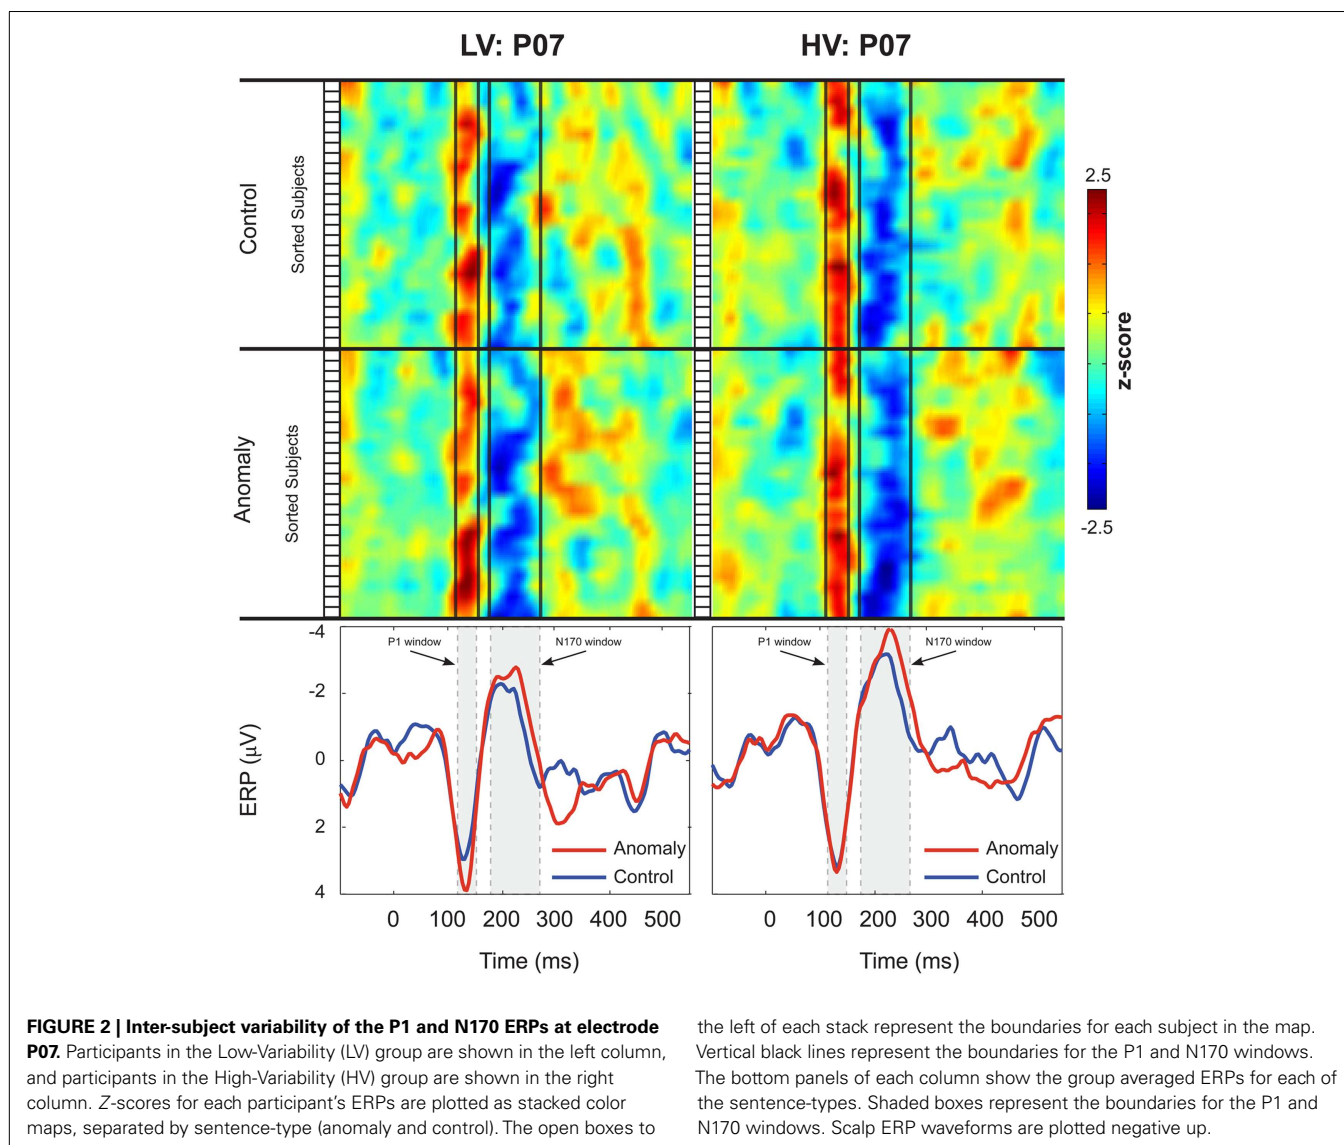 LV: P07
HV: P07
Control
Sorted Subjects
Anomaly
Sorted Subjects
2.5
z-score
-2.5
-4
-2
0
2
4
ERP (µV)
P1 window
N170 window
Anomaly
Control
0 100 200 300 400 500
Time (ms)
P1 window
N170 window
Anomaly
Control
0 100 200 300 400 500
Time (ms)
FIGURE 2 | Inter-subject variability of the P1 and N170 ERPs at electrode
P07. Participants in the Low-Variability (LV) group are shown in the left column,
and participants in the High-Variability (HV) group are shown in the right
column. Z-scores for each participant's ERPs are plotted as stacked color
maps, separated by sentence-type (anomaly and control). The open boxes to
the left of each stack represent the boundaries for each subject in the map.
Vertical black lines represent the boundaries for the P1 and N170 windows.
The bottom panels of each column show the group averaged ERPs for each of
the sentence-types. Shaded boxes represent the boundaries for the P1 and
N170 windows. Scalp ERP waveforms are plotted negative up.